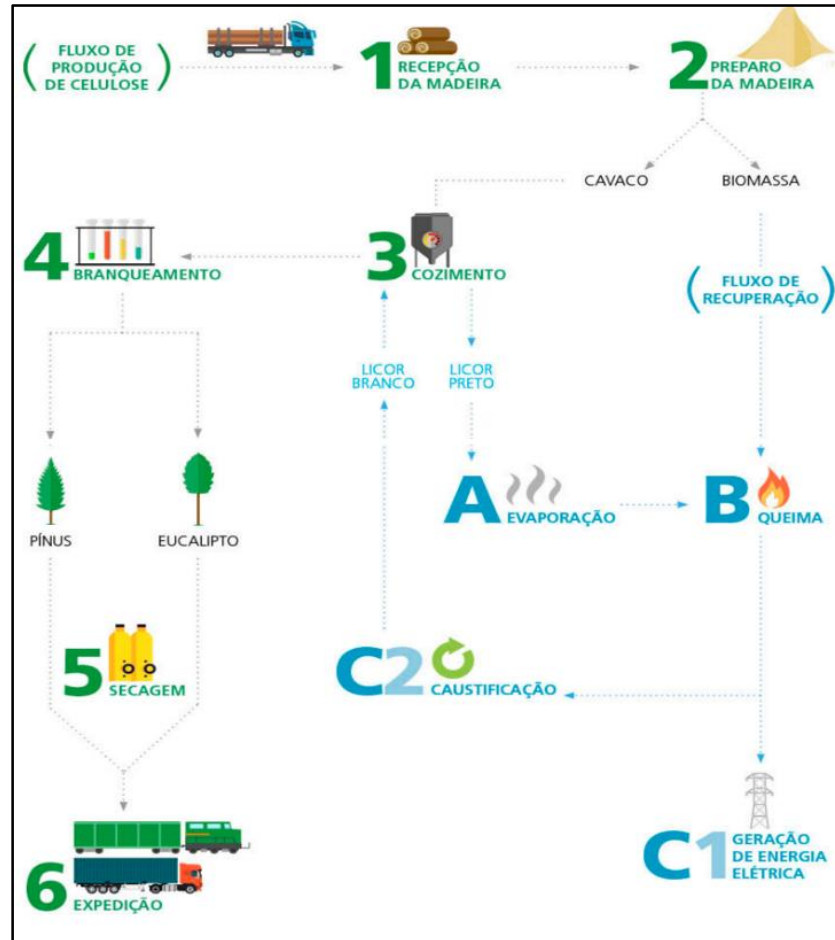 FLUXO DE
PRODUÇÃO
DE CELULOSE
1 RECEPÇÃO
DA MADEIRA
2 PREPARO
DA MADEIRA
CAVACO
BIOMASSA
4 BRANQUEAMENTO
3 COZIMENTO
(FLUXO DE
RECUPERAÇÃO)
LICOR
BRANCO
LICOR
PRETO
A EVAPORAÇÃO
B QUEIMA
PÍNUS
EUCALIPTO
5 SECAGEM
C2 CAUSTIFICAÇÃO
6 EXPEDIÇÃO
C1 GERAÇÃO
DE ENERGIA
ELÉTRICA